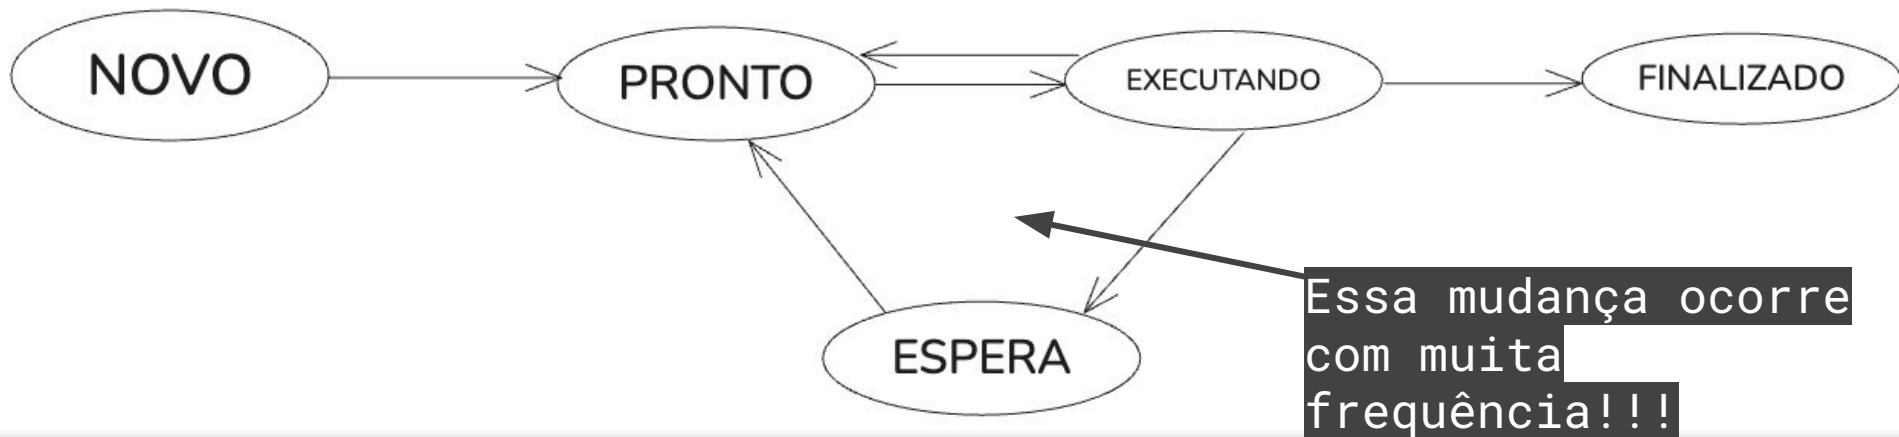 NOVO
PRONTO
EXECUTANDO
FINALIZADO
ESPERA
Essa mudança ocorre
com muita
frequência!!!